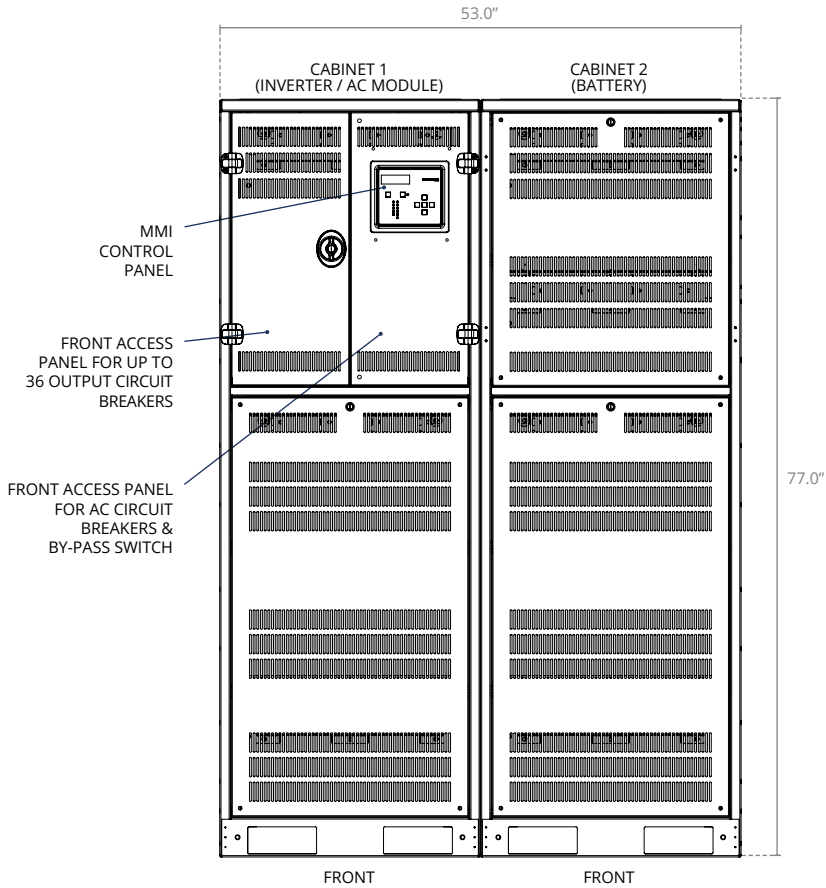 53.0”
CABINET 1
(INVERTER / AC MODULE)
CABINET 2
(BATTERY)
MMI
CONTROL
PANEL
FRONT ACCESS
PANEL FOR UP TO
36 OUTPUT CIRCUIT
BREAKERS
FRONT ACCESS PANEL
FOR AC CIRCUIT
BREAKERS &
BY-PASS SWITCH
77.0”
FRONT
FRONT